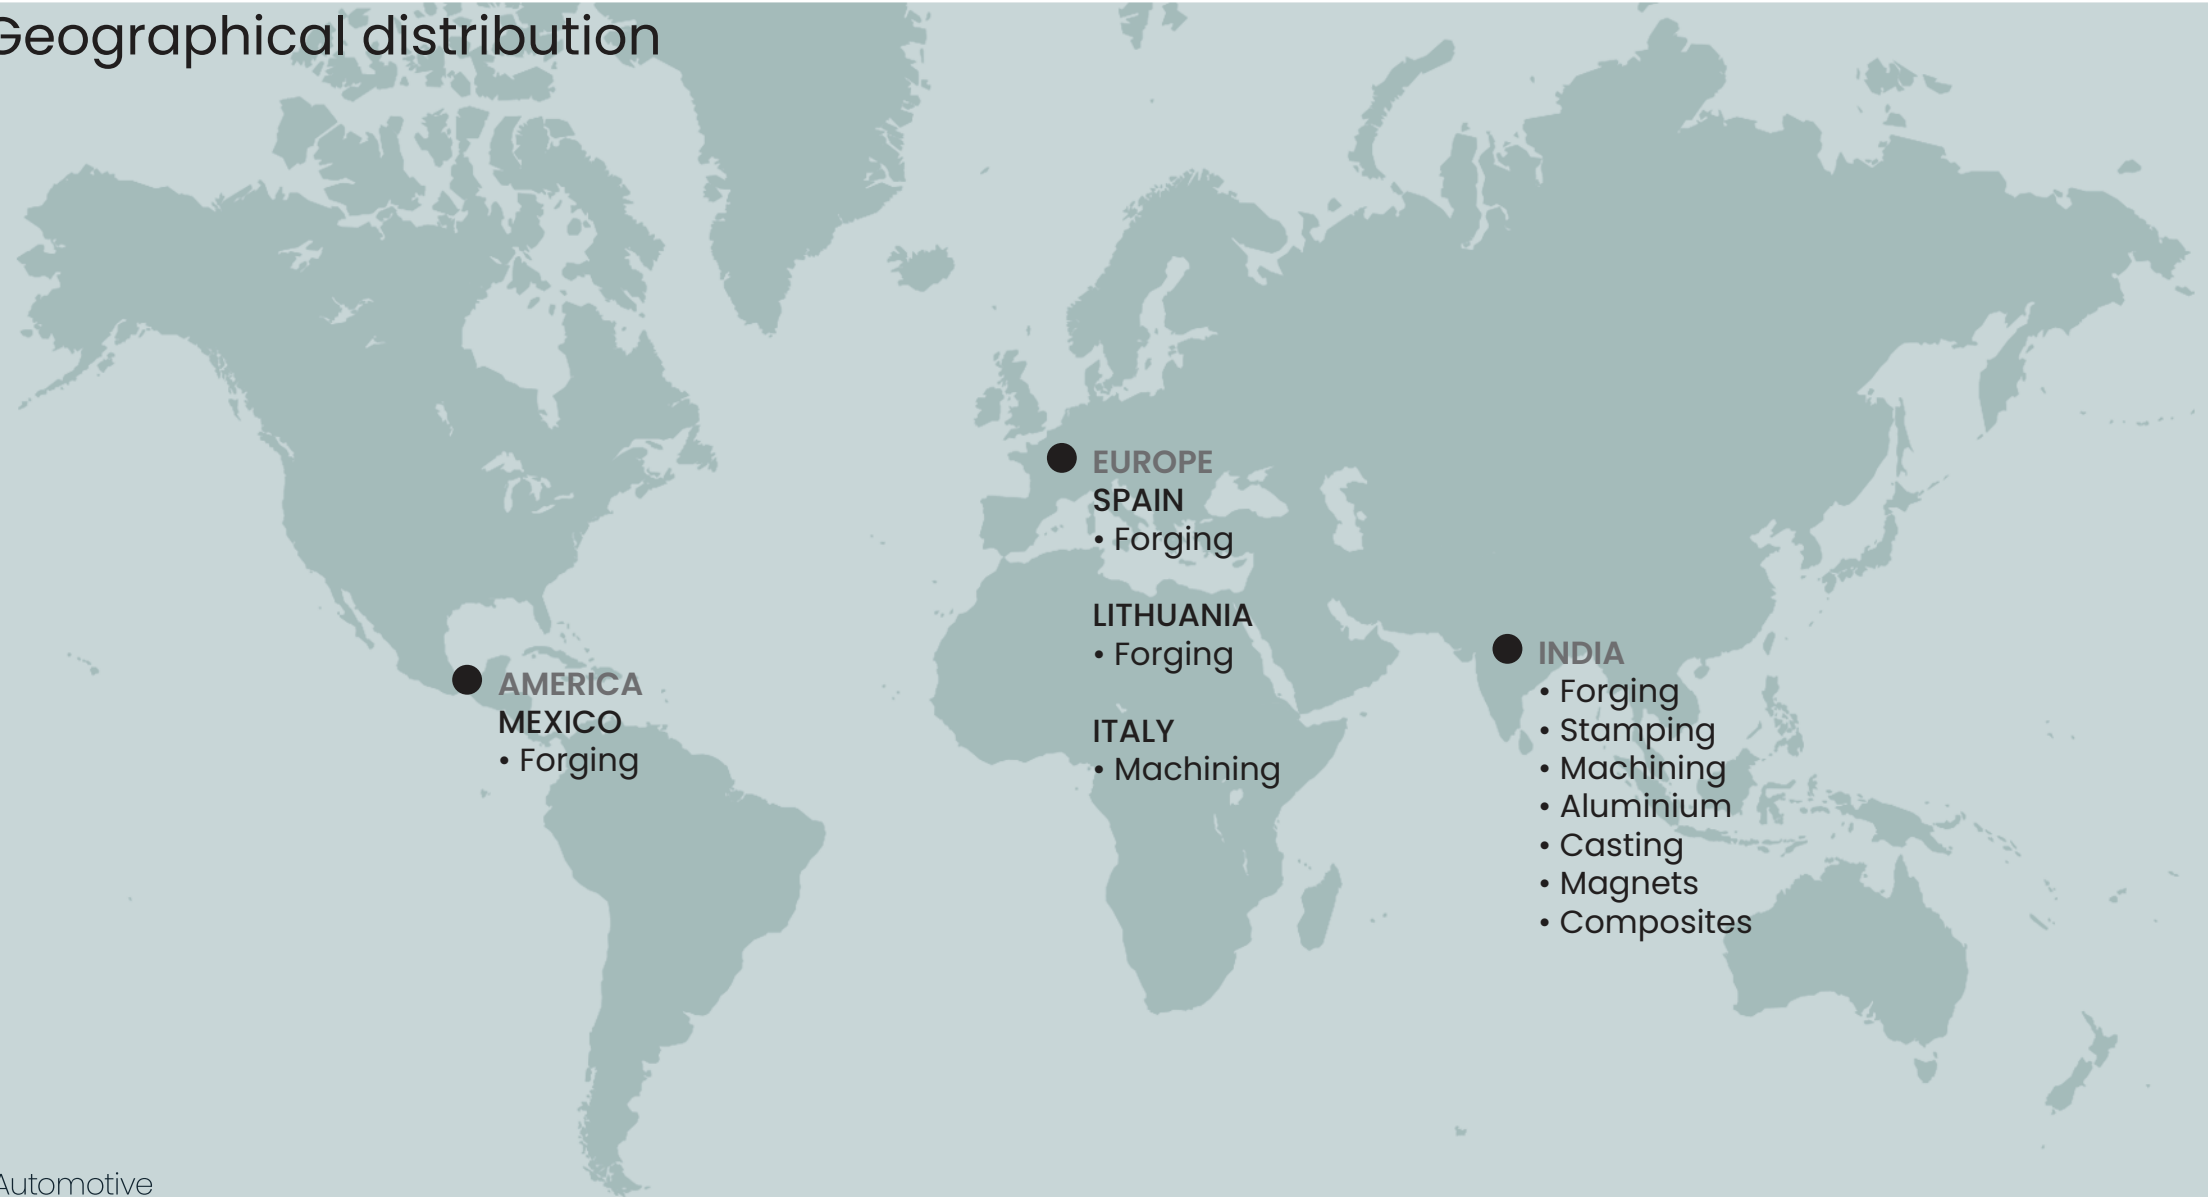 Geographical distribution
EUROPE
SPAIN
• Forging
LITHUANIA
• Forging
ITALY
• Machining
INDIA
• Forging
• Stamping
• Machining
• Aluminium
• Casting
• Magnets
• Composites
AMERICA
MEXICO
• Forging
Automotive